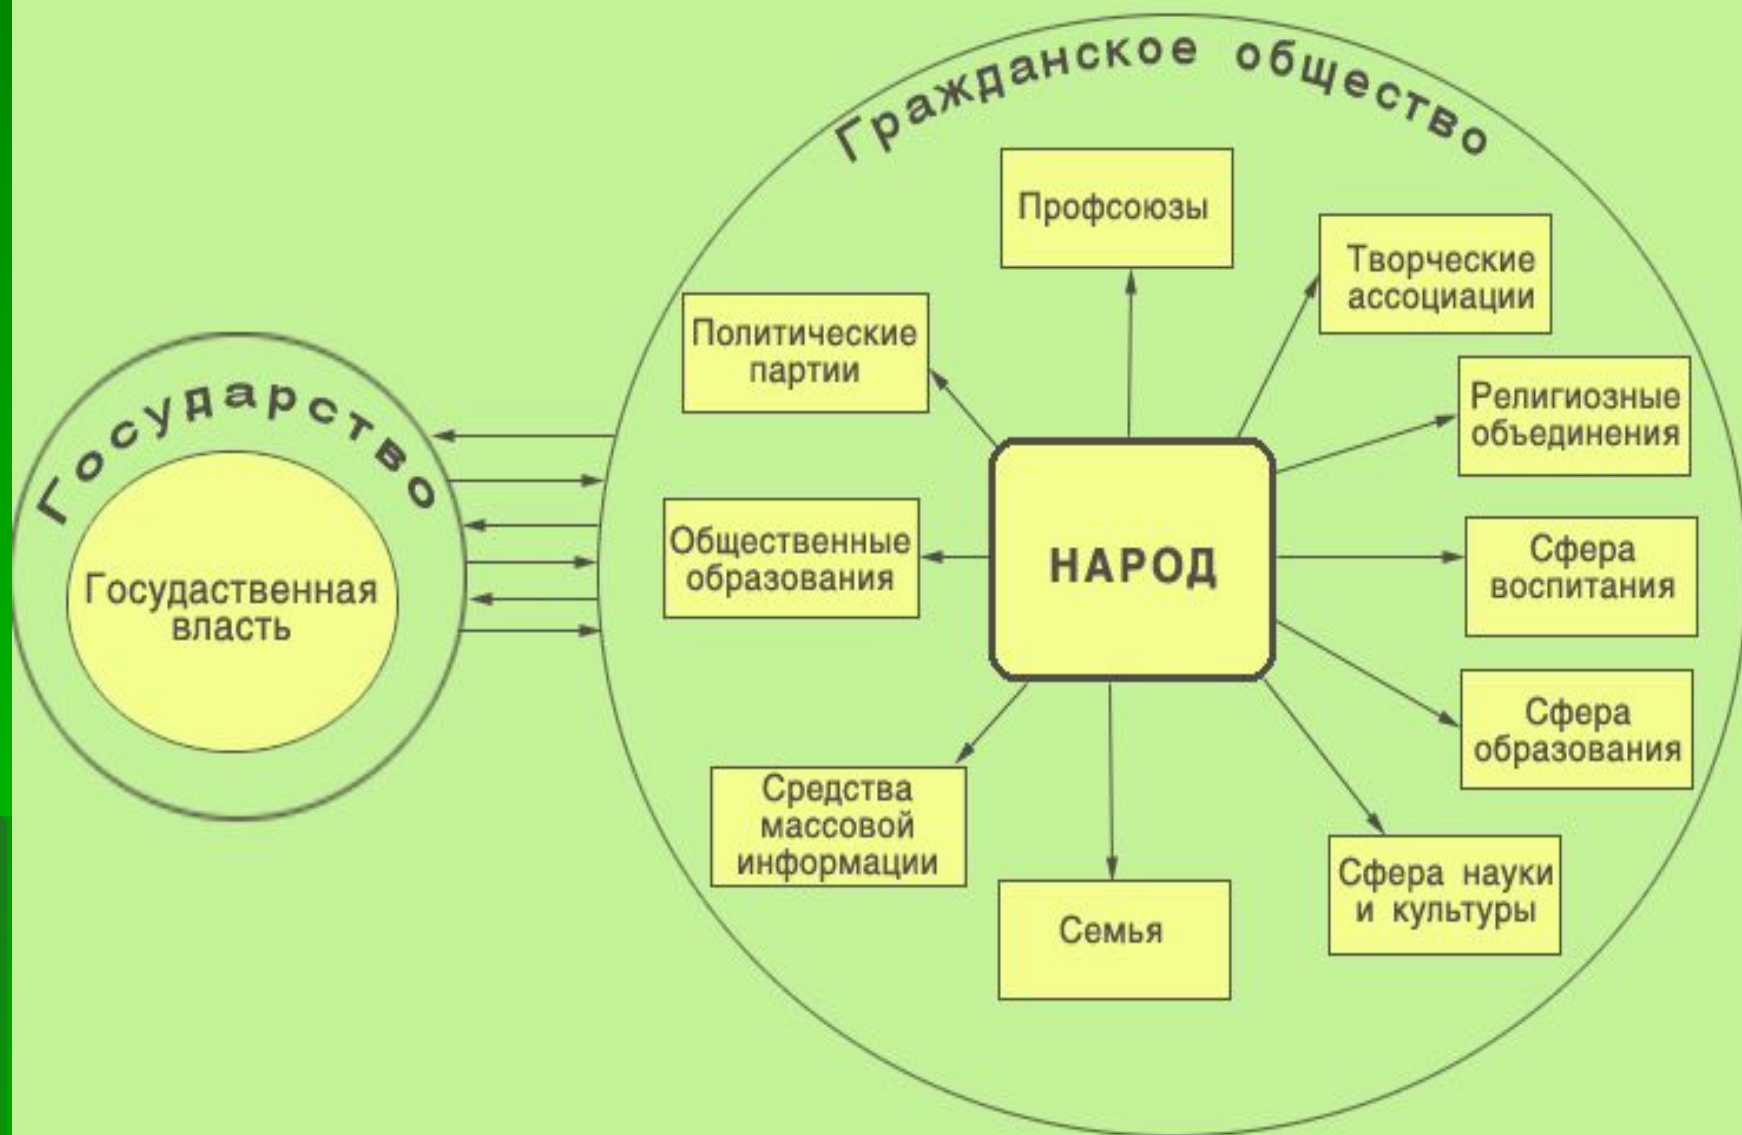 Гражданское общество
Профсоюзы
Творческие
ассоциации
Политические
партии
Религиозные
объединения
Государство
Общественные
образования
НАРОД
Сфера
воспитания
Государственная
власть
Сфера
образования
Средства
массовой
информации
Семья
Сфера науки
и культуры